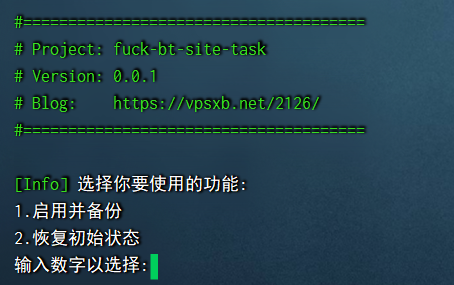 #======================================
# Project: fuck-bt-site-task
# Version: 0.0.1
# Blog:    https://vpsxb.net/2126/
#======================================
[Info] 选择你要使用的功能:
1.启用并备份
2.恢复初始状态
输入数字以选择: